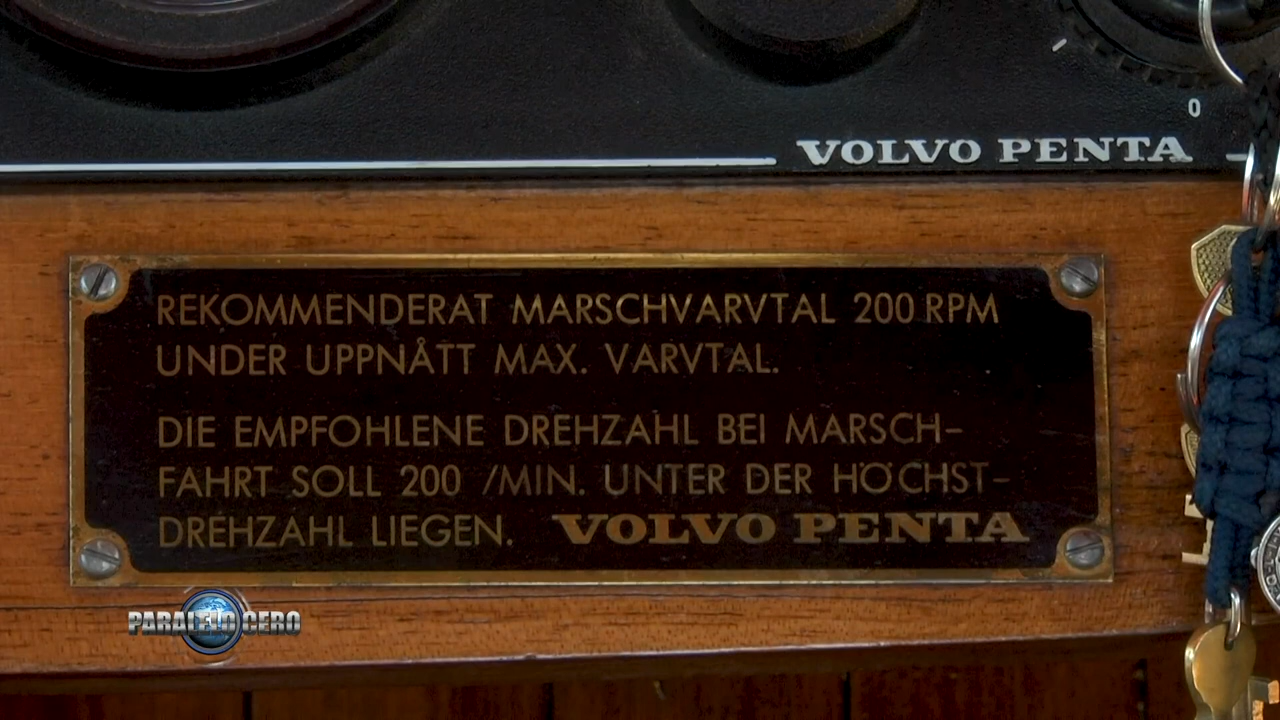 0
VOLVO PENTA
REKOMMENDERAT MARSCHVARVTAL 200 RPM
UNDER UPPNÅTT MAX. VARVTAL.
DIE EMPFOHLENE DREHZAHL BEI MARSCH-
FAHRT SOLL 200 /MIN. UNTER DER HÖCHST-
DREHZAHL LIEGEN. VOLVO PENTA
PARALELO CERO